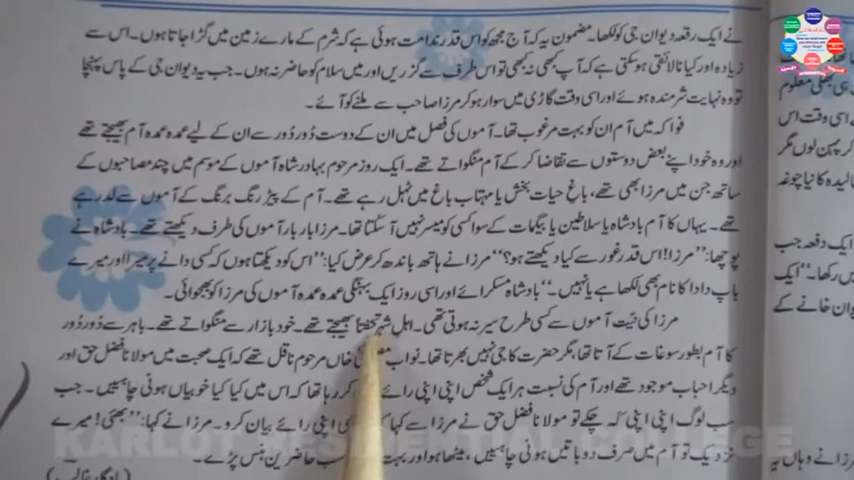 نے ایک رقعہ دیوان جی کو لکھا۔ مضمون یہ کہ آج مجھ کو اس قدر ندامت ہوئی ہے کہ شرم کے مارے زمین میں گڑا جاتا ہوں۔ اس سے
زیادہ اور کیا نالائقی ہو سکتی ہے کہ آپ کبھی نہ کبھی تو اس طرف سے گزریں اور میں سلام کو حاضر نہ ہوں۔ جب یہ دیوان جی کے پاس پہنچا
تو وہ نہایت شرمندہ ہوئے اور اسی وقت گاڑی میں سوار ہو کر مرزا صاحب سے ملنے کو آئے۔
فواکہ میں آم ان کو بہت مرغوب تھا۔ آموں کی فصل میں ان کے دوست دُور دُور سے ان کے لیے عمدہ عمدہ آم بھیجتے تھے
اور وہ خود اپنے بعض دوستوں سے تقاضا کر کے آم منگواتے تھے۔ ایک روز مرحوم بہادر شاہ آموں کے موسم میں چند مصاحبوں کے
ساتھ جن میں مرزا بھی تھے، باغِ حیات بخش یا مہتاب باغ میں ٹہل رہے تھے۔ آم کے پیڑ رنگ برنگ کے آموں سے لد رہے
تھے۔ یہاں کا آم بادشاہ یا سلاطین یا بیگمات کے سوا کسی کو میسر نہیں آ سکتا تھا۔ مرزا بار بار آموں کی طرف دیکھتے تھے۔ بادشاہ نے
پوچھا: ”مرزا! اس قدر غور سے کیا دیکھتے ہو؟“ مرزا نے ہاتھ باندھ کر عرض کیا: ”اس کو دیکھتا ہوں کہ کسی دانے پر میرا اور میرے
باپ دادا کا نام بھی لکھا ہے یا نہیں۔“ بادشاہ مسکرائے اور اسی روز ایک بہنگی عمدہ عمدہ آموں کی مرزا کو بھجوائی۔
مرزا کی نیت آموں سے کسی طرح سیر نہ ہوتی تھی۔ اہلِ شہر تحفتاً بھیجتے تھے۔ خود بازار سے منگواتے تھے۔ باہر سے دُور دُور
کا آم بطور سوغات کے آتا تھا، مگر حضرت کا جی نہیں بھرتا تھا۔ نواب خاں مرحوم ناقل تھے کہ ایک صحبت میں مولانا فضل حق اور
دیگر احباب موجود تھے اور آم کی نسبت ہر ایک شخص اپنی اپنی رائے کر رہا تھا کہ اس میں کیا کیا خوبیاں ہونی چاہییں۔ جب
سب لوگ اپنی اپنی کہہ چکے تو مولانا فضل حق نے مرزا سے کہا اپنی رائے بیان کرو۔ مرزا نے کہا: ”بھئی! میرے
نزدیک تو آم میں صرف دو باتیں ہونی چاہییں، میٹھا ہو اور بہت سب حاضرین ہنس پڑے۔
KARLOT RESIDENTIAL COLLEGE